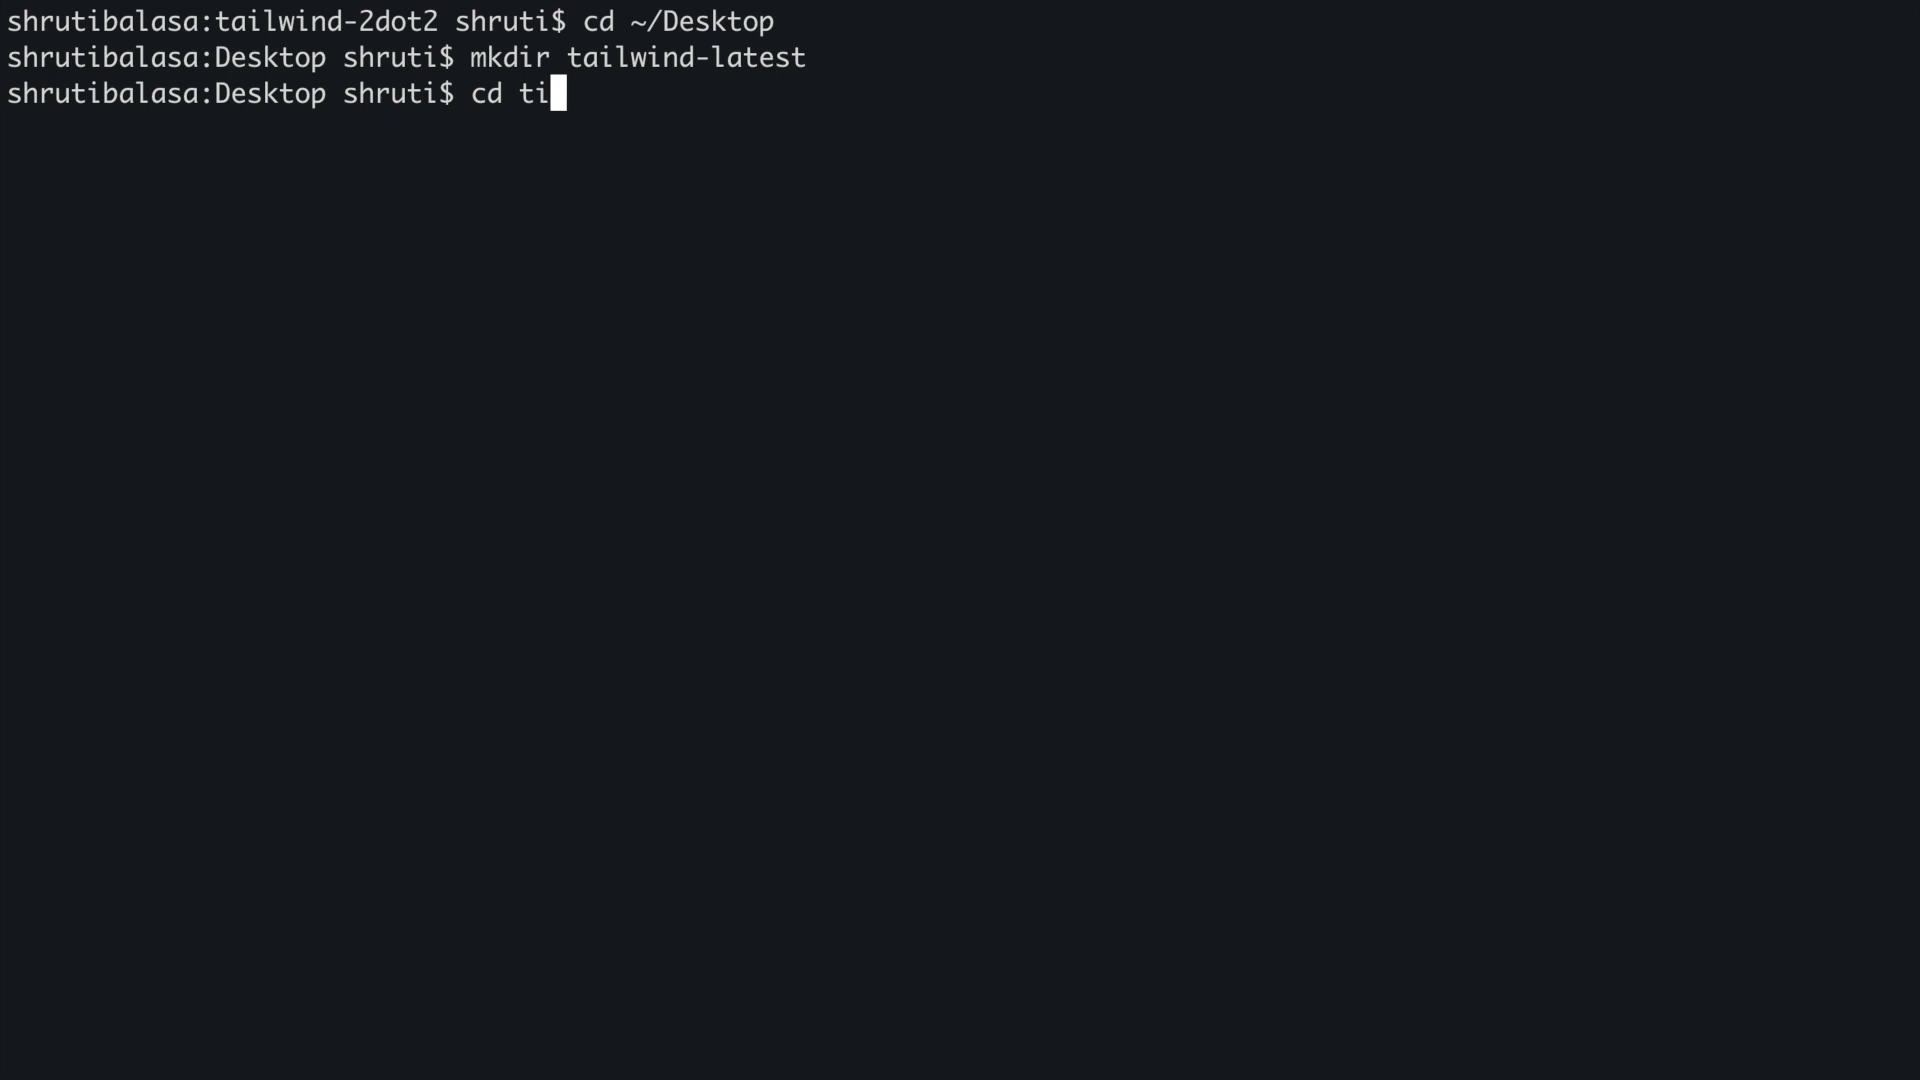 shrutibalasa:tailwind-2dot2 shruti$ cd ~/Desktop
shrutibalasa:Desktop shruti$ mkdir tailwind-latest
shrutibalasa:Desktop shruti$ cd ti